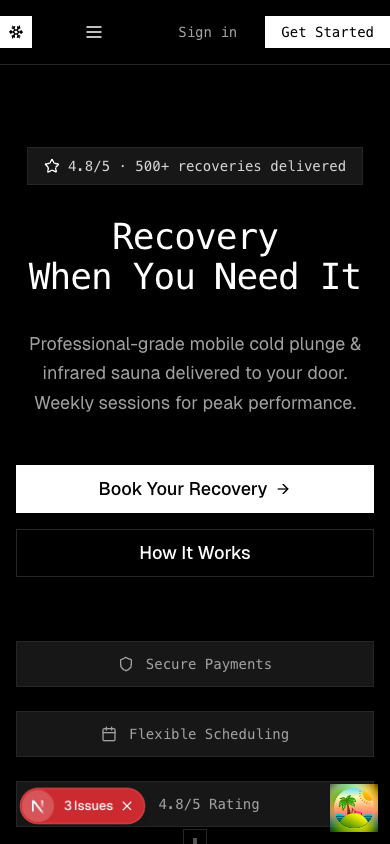 Sign in
Get Started
4.8/5 · 500+ recoveries delivered
Recovery
When You Need It
Professional-grade mobile cold plunge &
infrared sauna delivered to your door.
Weekly sessions for peak performance.
Book Your Recovery →
How It Works
Secure Payments
Flexible Scheduling
4.8/5 Rating
N 3 Issues